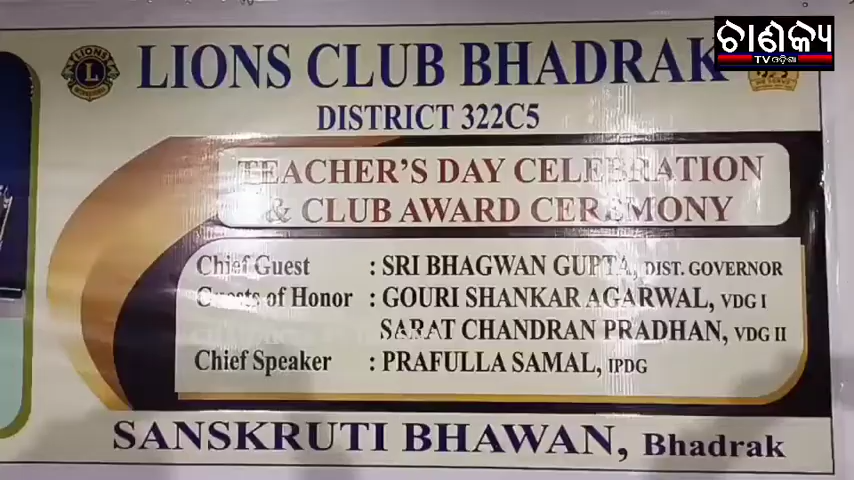 ଚାଣକ୍ୟ
TV ଓଡ଼ିଶା
LIONS
L
INTERNATIONAL
LIONS CLUB BHADRAK
DISTRICT 322C5
TEACHER'S DAY CELEBRATION
& CLUB AWARD CEREMONY
Chief Guest : SRI BHAGWAN GUPTA, DIST. GOVERNOR
Guests of Honor : GOURI SHANKAR AGARWAL, VDG I
SARAT CHANDRAN PRADHAN, VDG II
Chief Speaker : PRAFULLA SAMAL, IPDG
SANSKRUTI BHAWAN, Bhadrak